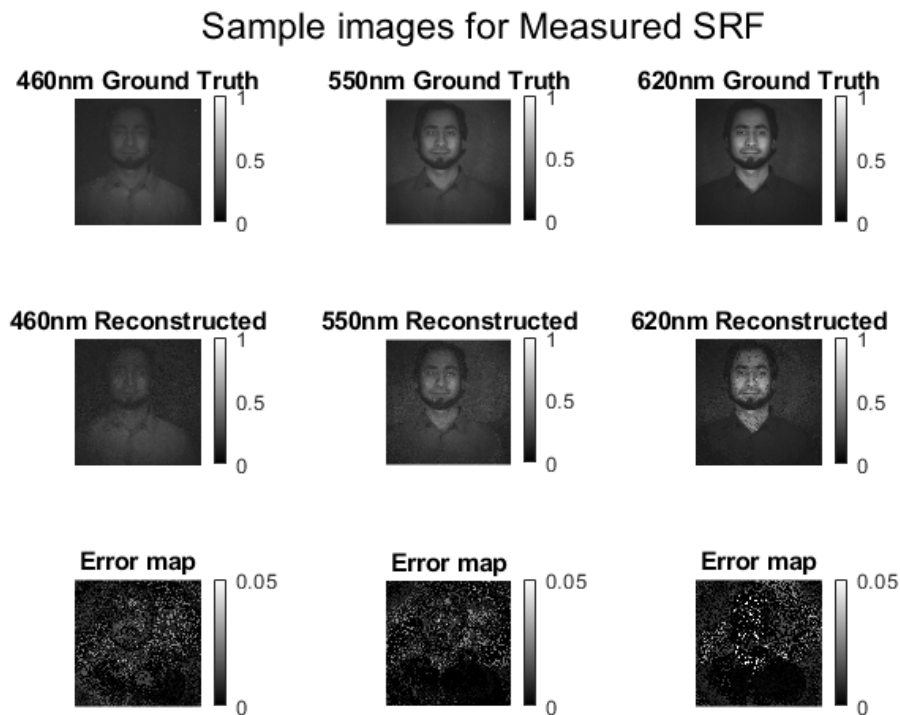 Sample images for Measured SRF
460nm Ground Truth
550nm Ground Truth
620nm Ground Truth
1
0.5
0
1
0.5
0
1
0.5
0
460nm Reconstructed
550nm Reconstructed
620nm Reconstructed
1
0.5
0
1
0.5
0
1
0.5
0
Error map
Error map
Error map
0.05
0
0.05
0
0.05
0